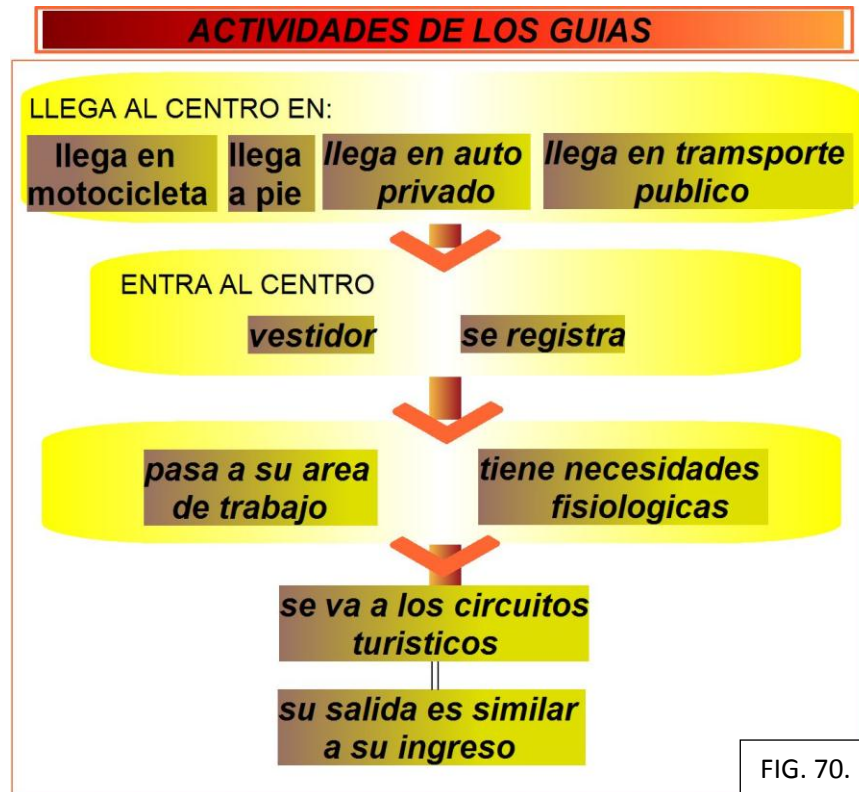 ACTIVIDADES DE LOS GUIAS
LLEGA AL CENTRO EN:
llega en
motocicleta
llega
a pie
llega en auto
privado
llega en tramsporte
publico
ENTRA AL CENTRO
vestidor
se registra
pasa a su area
de trabajo
tiene necesidades
fisiologicas
se va a los circuitos
turisticos
su salida es similar
a su ingreso
FIG. 70.